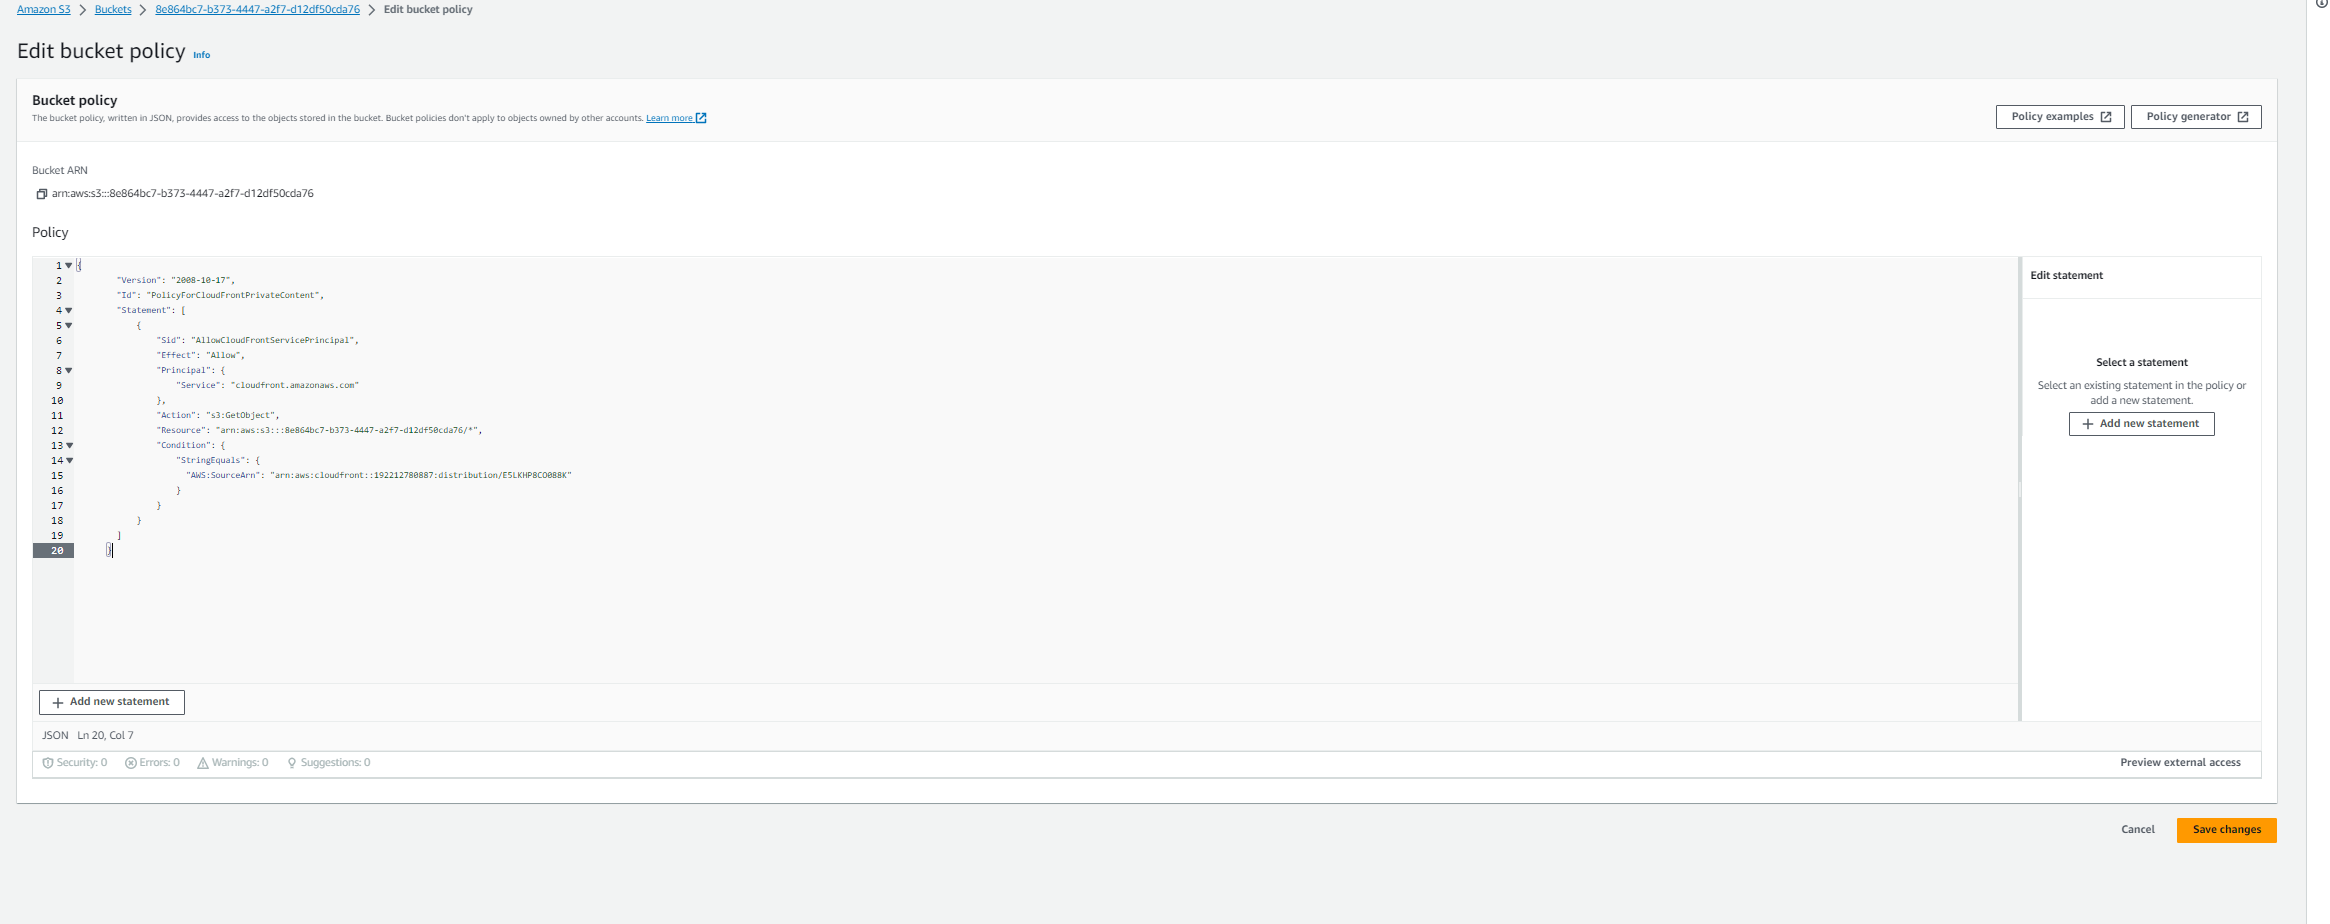 Amazon S3 > Buckets > 8e864bc7-b373-4447-a2f7-d12df50cda76 > Edit bucket policy
Edit bucket policy Info
Bucket policy
The bucket policy, written in JSON, provides access to the objects stored in the bucket. Bucket policies don't apply to objects owned by other accounts. Learn more
Policy examples
Policy generator
Bucket ARN
arn:aws:s3:::8e864bc7-b373-4447-a2f7-d12df50cda76
Policy
1 {
2 "Version": "2008-10-17",
3 "Id": "PolicyForCloudFrontPrivateContent",
4 "Statement": [
5 {
6 "Sid": "AllowCloudFrontServicePrincipal",
7 "Effect": "Allow",
8 "Principal": {
9 "Service": "cloudfront.amazonaws.com"
10 },
11 "Action": "s3:GetObject",
12 "Resource": "arn:aws:s3:::8e864bc7-b373-4447-a2f7-d12df50cda76/*",
13 "Condition": {
14 "StringEquals": {
15 "AWS:SourceArn": "arn:aws:cloudfront::192212780887:distribution/E5LKHP8CO088K"
16 }
17 }
18 }
19 ]
20 }
Edit statement
Select a statement
Select an existing statement in the policy or
add a new statement.
+ Add new statement
+ Add new statement
JSON Ln 20, Col 7
Security: 0 Errors: 0 Warnings: 0 Suggestions: 0
Preview external access
Cancel
Save changes